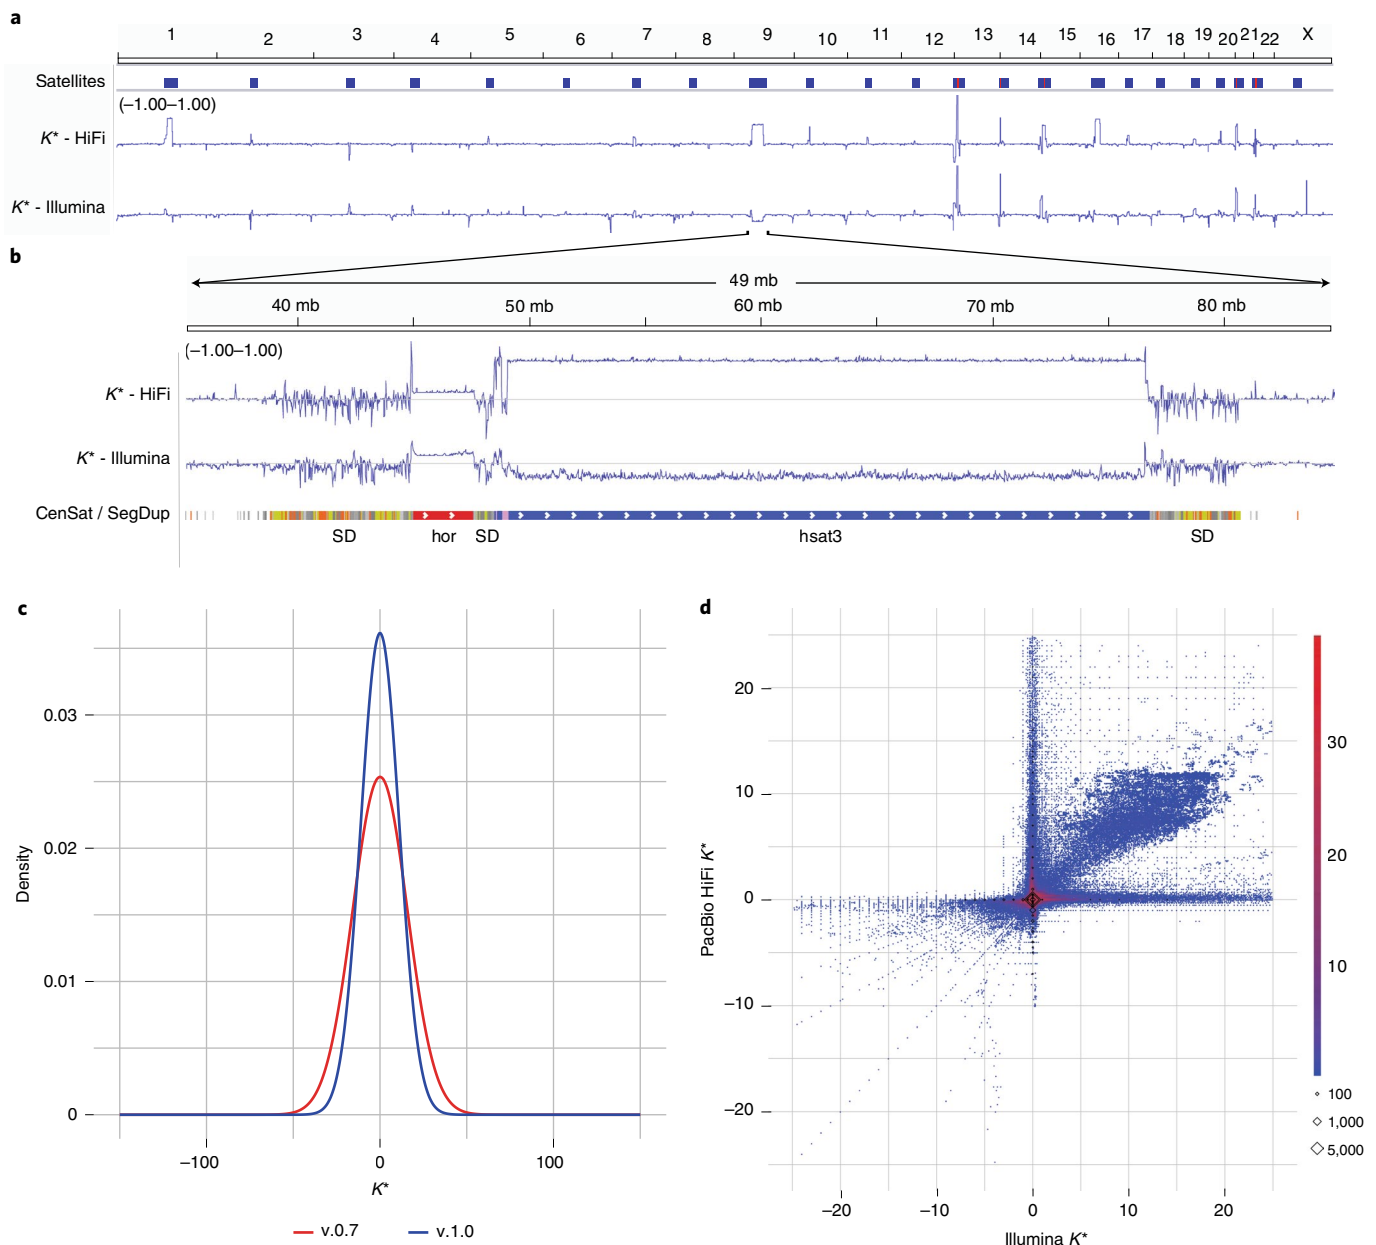 a
1 2 3 4 5 6 7 8 9 10 11 12 13 14 15 16 17 18 19 20 21 22 X
Satellites
(–1.00–1.00)
K* - HiFi
K* - Illumina
b
49 mb
40 mb 50 mb 60 mb 70 mb 80 mb
(–1.00–1.00)
K* - HiFi
K* - Illumina
CenSat / SegDup
SD hor SD hsat3 SD
c
Density
0.03
0.02
0.01
0
–100 0 100
K*
v.0.7 v.1.0
d
PacBio HiFi K*
20
10
0
–10
–20
–20 –10 0 10 20
Illumina K*
30
20
10
100
1,000
5,000